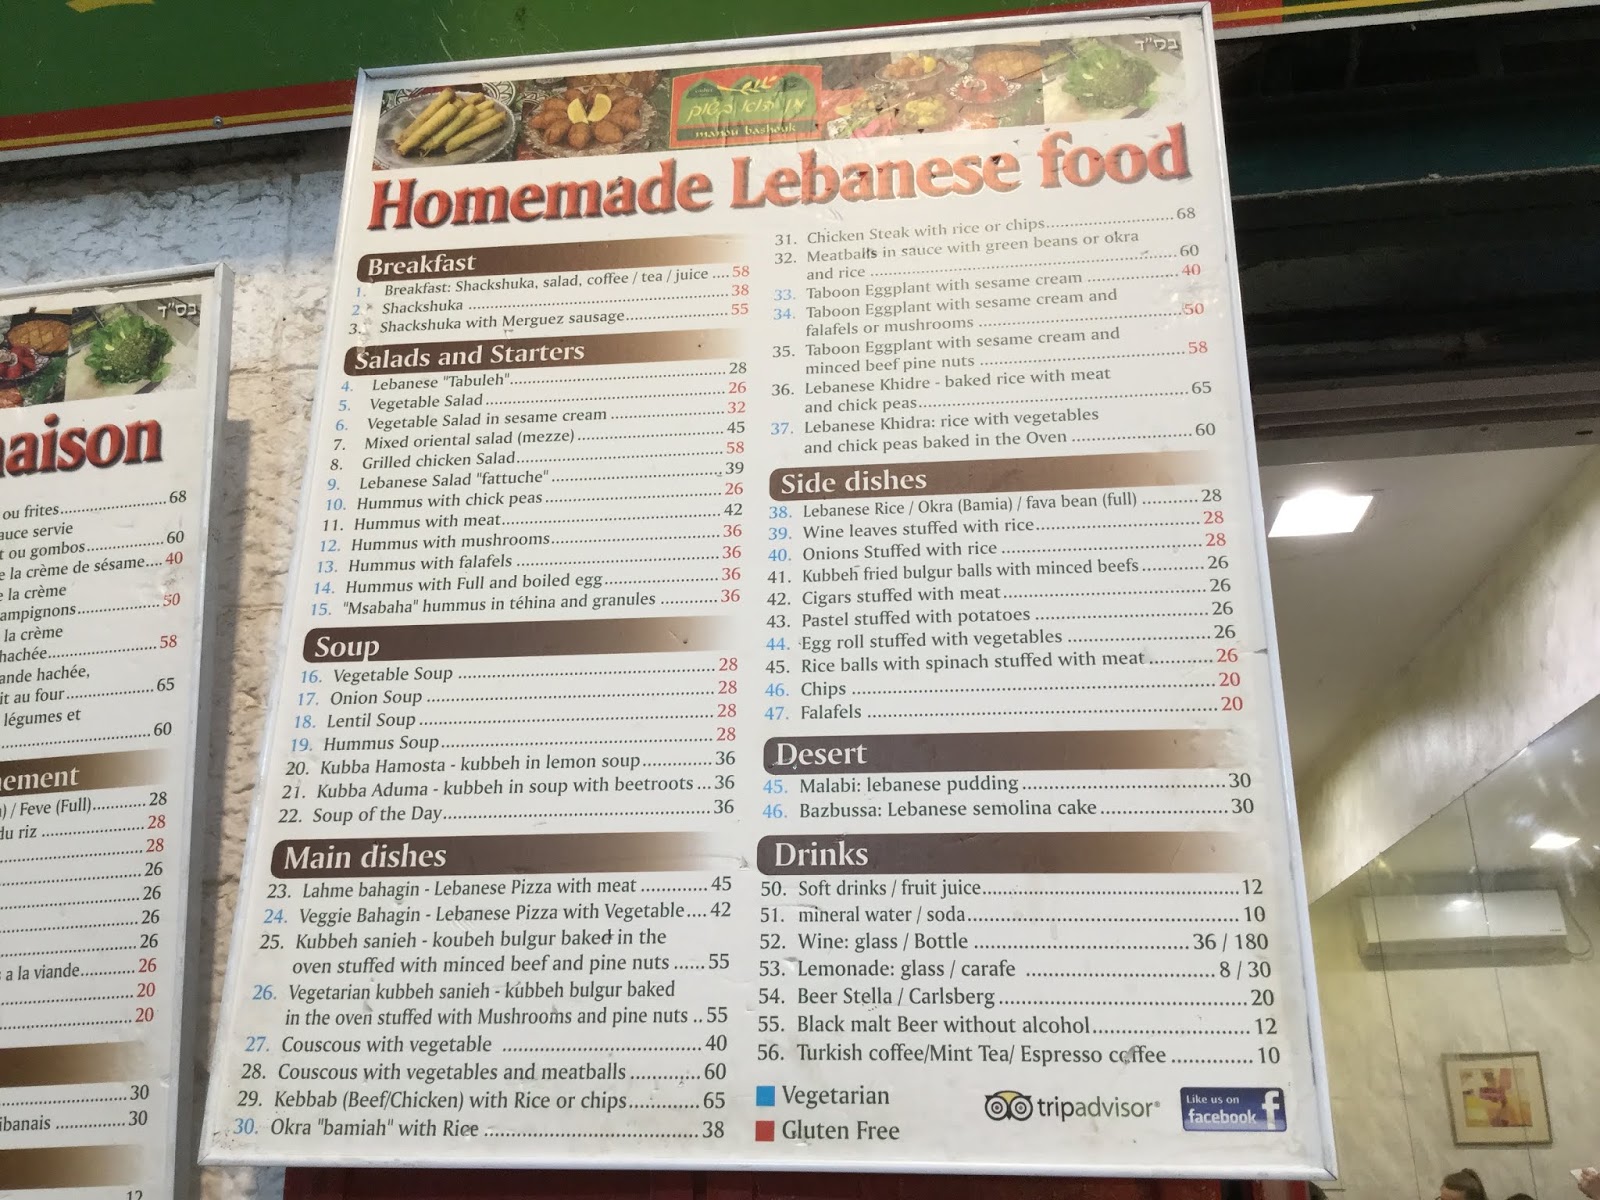 בס"ד
manou bashouk
Homemade Lebanese food
Breakfast
1. Breakfast: Shackshuka, salad, coffee / tea / juice .... 58
2. Shackshuka ........ 38
3. Shackshuka with Merguez sausage........ 55
Salads and Starters
4. Lebanese "Tabuleh"........ 28
5. Vegetable Salad........ 26
6. Vegetable Salad in sesame cream ........ 32
7. Mixed oriental salad (mezze)........ 45
8. Grilled chicken Salad........ 58
9. Lebanese Salad "fattuche"........ 39
10. Hummus with chick peas ........ 26
11. Hummus with meat........ 42
12. Hummus with mushrooms........ 36
13. Hummus with falafels ........ 36
14. Hummus with Full and boiled egg........ 36
15. "Msabaha" hummus in téhina and granules ........ 36
Soup
16. Vegetable Soup ........ 28
17. Onion Soup ........ 28
18. Lentil Soup ........ 28
19. Hummus Soup........ 28
20. Kubba Hamosta - kubbeh in lemon soup........ 36
21. Kubba Aduma - kubbeh in soup with beetroots ... 36
22. Soup of the Day........ 36
Main dishes
23. Lahme bahagin - Lebanese Pizza with meat ........ 45
24. Veggie Bahagin - Lebanese Pizza with Vegetable.... 42
25. Kubbeh sanieh - koubeh bulgur baked in the
oven stuffed with minced beef and pine nuts ...... 55
26. Vegetarian kubbeh sanieh - kubbeh bulgur baked
in the oven stuffed with Mushrooms and pine nuts .. 55
27. Couscous with vegetable ........ 40
28. Couscous with vegetables and meatballs ........ 60
29. Kebbab (Beef/Chicken) with Rice or chips........ 65
30. Okra "bamiah" with Rice ........ 38
31. Chicken Steak with rice or chips........ 68
32. Meatballs in sauce with green beans or okra
and rice ........ 60
33. Taboon Eggplant with sesame cream ........ 40
34. Taboon Eggplant with sesame cream and
falafels or mushrooms ........ 50
35. Taboon Eggplant with sesame cream and
minced beef pine nuts ........ 58
36. Lebanese Khidre - baked rice with meat
and chick peas........ 65
37. Lebanese Khidra: rice with vegetables
and chick peas baked in the Oven ........ 60
Side dishes
38. Lebanese Rice / Okra (Bamia) / fava bean (full) ........ 28
39. Wine leaves stuffed with rice........ 28
40. Onions Stuffed with rice ........ 28
41. Kubbeh fried bulgur balls with minced beefs ........ 26
42. Cigars stuffed with meat........ 26
43. Pastel stuffed with potatoes ........ 26
44. Egg roll stuffed with vegetables ........ 26
45. Rice balls with spinach stuffed with meat ........ 26
46. Chips ........ 20
47. Falafels ........ 20
Desert
45. Malabi: lebanese pudding ........ 30
46. Bazbussa: Lebanese semolina cake........ 30
Drinks
50. Soft drinks / fruit juice........ 12
51. mineral water / soda........ 10
52. Wine: glass / Bottle ........ 36 / 180
53. Lemonade: glass / carafe ........ 8 / 30
54. Beer Stella / Carlsberg........ 20
55. Black malt Beer without alcohol........ 12
56. Turkish coffee/Mint Tea/ Espresso coffee ........ 10
Vegetarian
Gluten Free
tripadvisor
Like us on
facebook
בס"ד
aison
ou frites........ 68
auce servie
t ou gombos........ 60
e la crème de sésame.... 40
e la crème
ampignons........ 50
la crème
hachée........ 58
ande hachée,
it au four........ 65
légumes et
........ 60
nement
) / Feve (Full)........ 28
du riz ........ 28
........ 28
........ 26
........ 26
........ 26
........ 26
s a la viande........ 26
........ 20
........ 20
........ 30
ibanais ........ 30
12